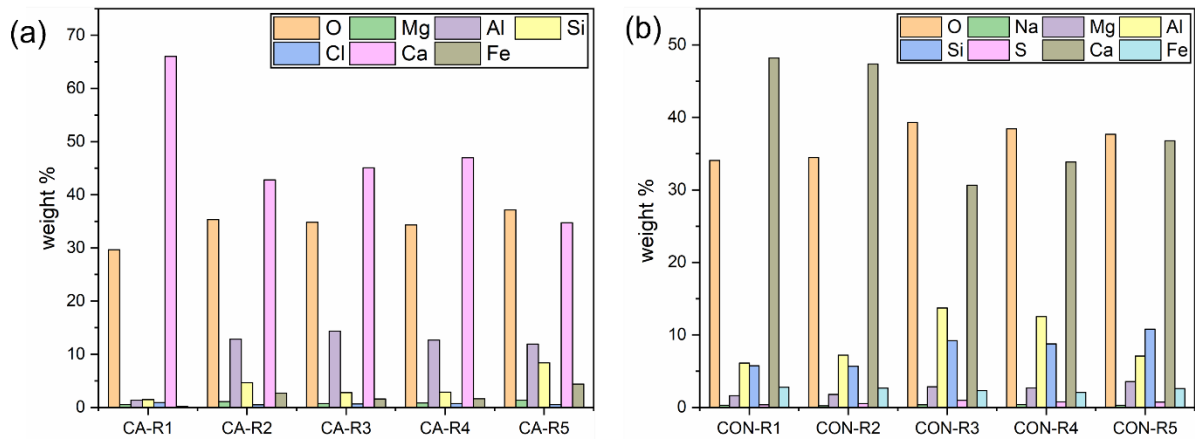 (a)
O Mg Al Si
Cl Ca Fe
weight %
70
60
50
40
30
20
10
0
CA-R1 CA-R2 CA-R3 CA-R4 CA-R5
(b)
O Na Mg Al
Si S Ca Fe
weight %
50
40
30
20
10
0
CON-R1 CON-R2 CON-R3 CON-R4 CON-R5